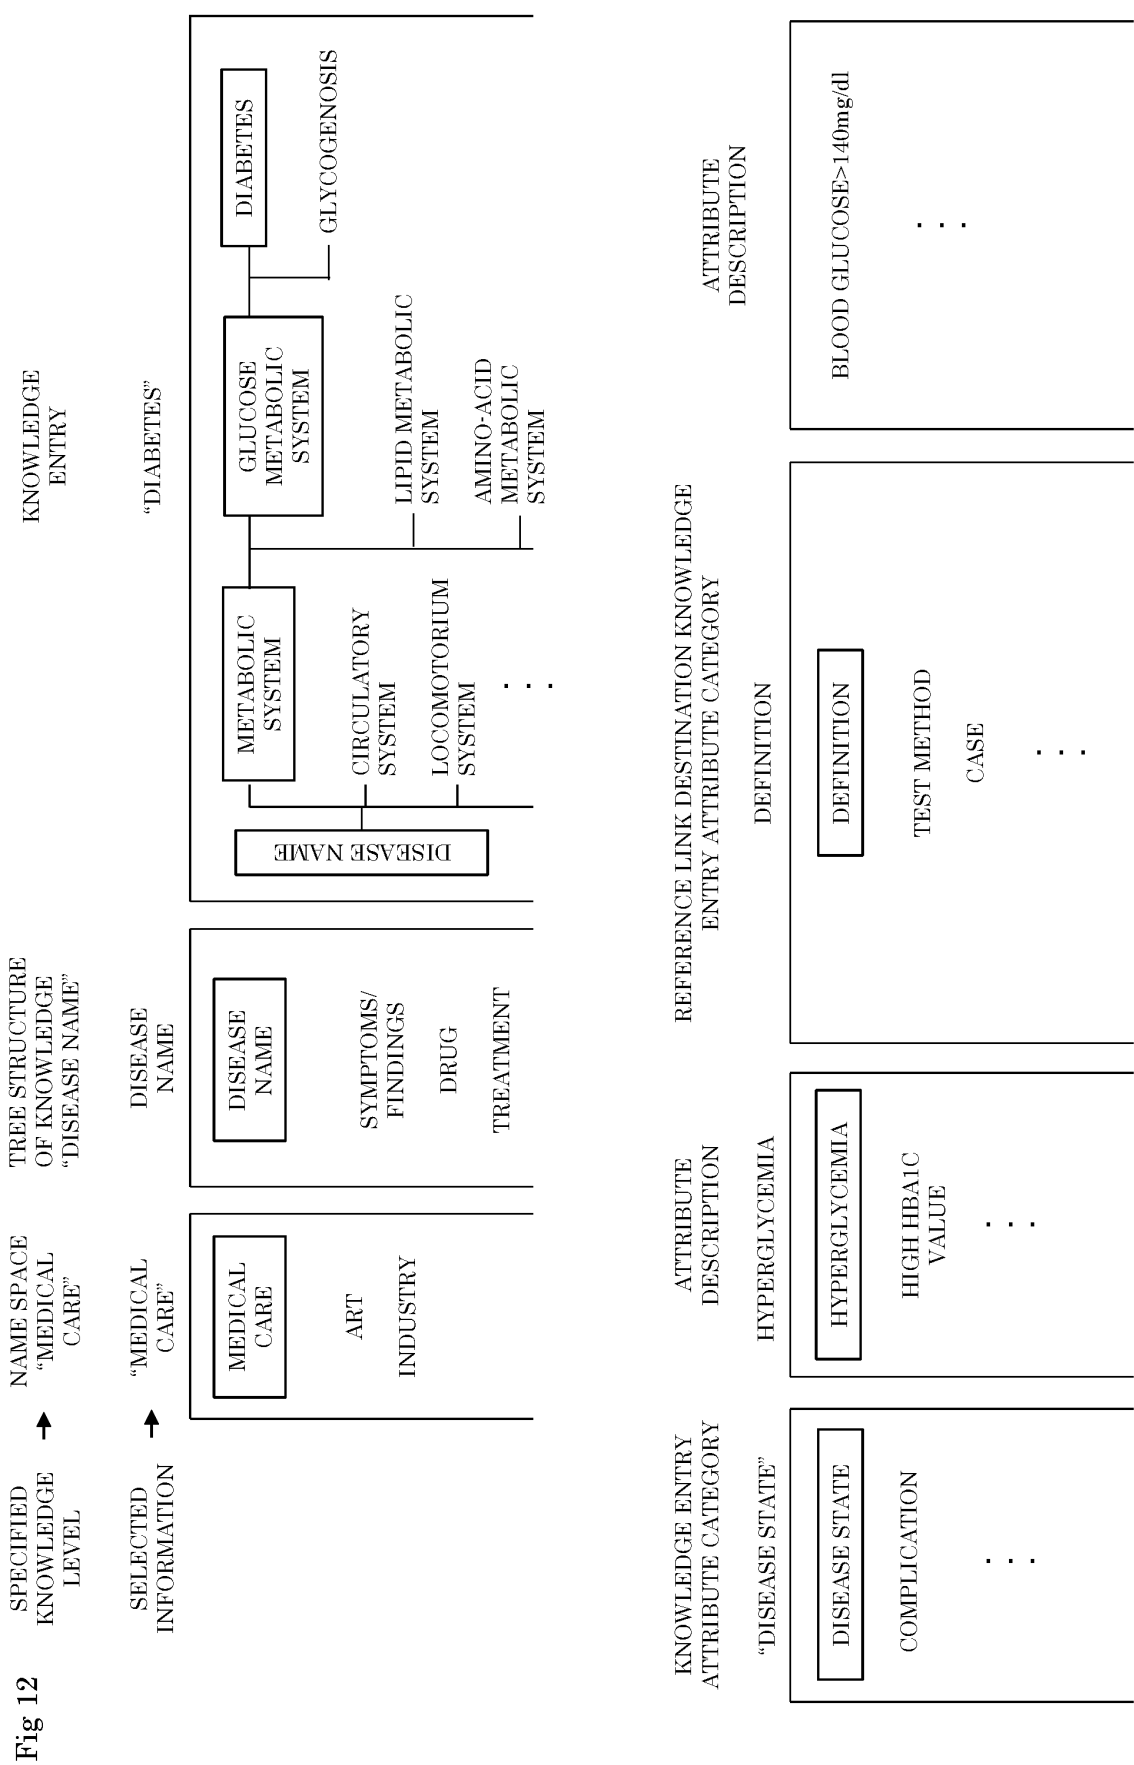 Fig 12
SPECIFIED
KNOWLEDGE
LEVEL
NAME SPACE
“MEDICAL
CARE”
TREE STRUCTURE
OF KNOWLEDGE
“DISEASE NAME”
KNOWLEDGE
ENTRY
SELECTED
INFORMATION
“MEDICAL
CARE”
DISEASE
NAME
“DIABETES”
MEDICAL
CARE
ART
INDUSTRY
DISEASE
NAME
SYMPTOMS/
FINDINGS
DRUG
TREATMENT
DISEASE NAME
METABOLIC
SYSTEM
CIRCULATORY
SYSTEM
LOCOMOTORIUM
SYSTEM
. . .
GLUCOSE
METABOLIC
SYSTEM
LIPID METABOLIC
SYSTEM
AMINO-ACID
METABOLIC
SYSTEM
DIABETES
GLYCOGENOSIS
KNOWLEDGE ENTRY
ATTRIBUTE CATEGORY
“DISEASE STATE”
DISEASE STATE
COMPLICATION
. . .
ATTRIBUTE
DESCRIPTION
HYPERGLYCEMIA
HYPERGLYCEMIA
HIGH HBA1C
VALUE
. . .
REFERENCE LINK DESTINATION KNOWLEDGE
ENTRY ATTRIBUTE CATEGORY
DEFINITION
DEFINITION
TEST METHOD
CASE
. . .
ATTRIBUTE
DESCRIPTION
BLOOD GLUCOSE>140mg/dl
. . .